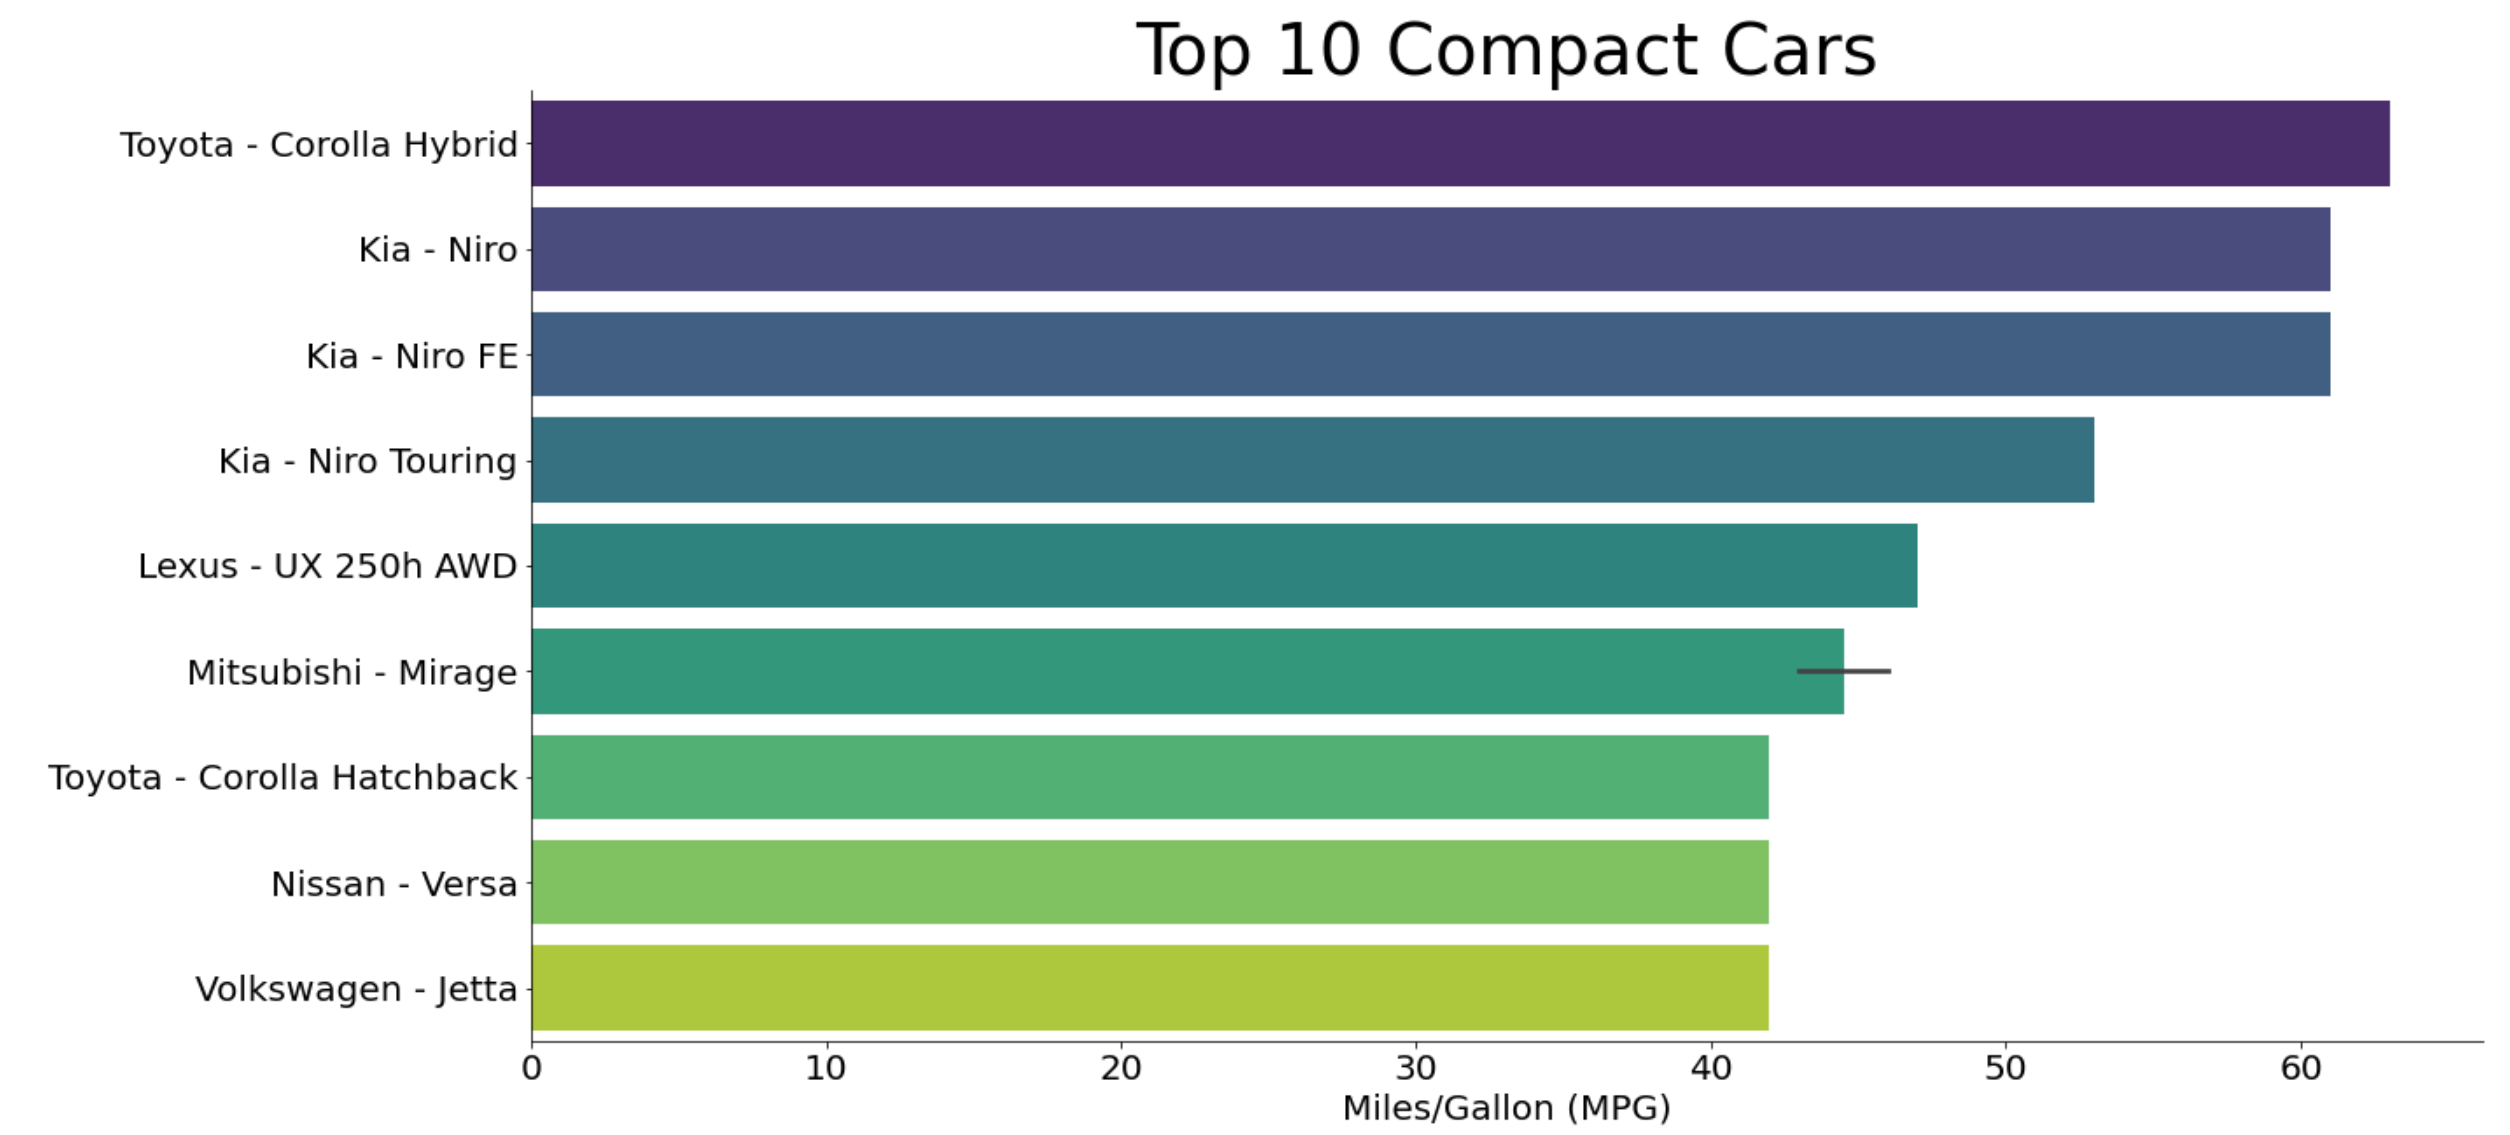 Top 10 Compact Cars
Toyota - Corolla Hybrid
Kia - Niro
Kia - Niro FE
Kia - Niro Touring
Lexus - UX 250h AWD
Mitsubishi - Mirage
Toyota - Corolla Hatchback
Nissan - Versa
Volkswagen - Jetta
0 10 20 30 40 50 60
Miles/Gallon (MPG)